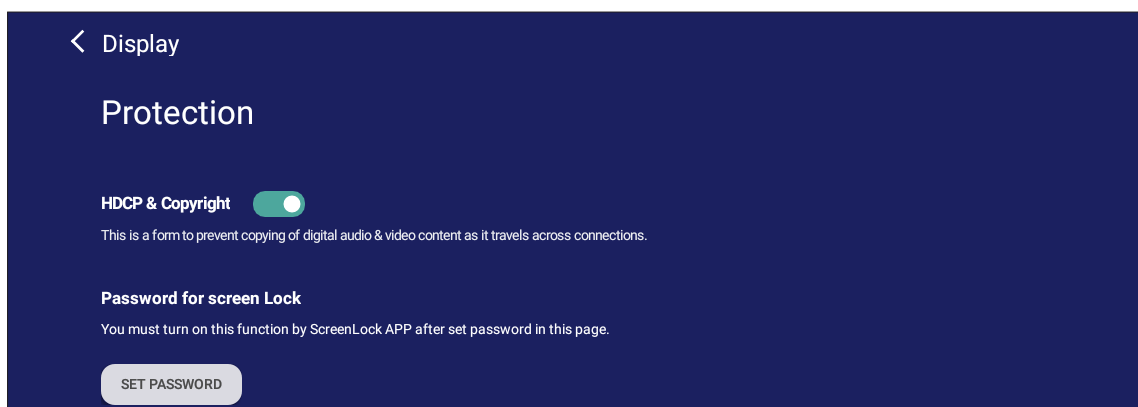 Display
Protection
HDCP & Copyright
This is a form to prevent copying of digital audio & video content as it travels across connections.
Password for screen Lock
You must turn on this function by ScreenLock APP after set password in this page.
SET PASSWORD